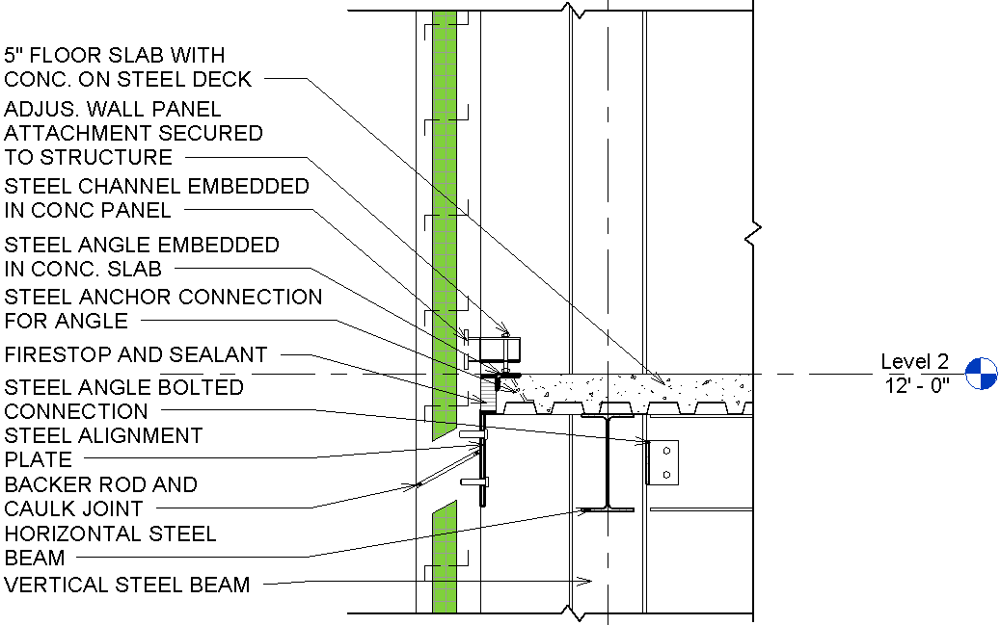 5" FLOOR SLAB WITH
CONC. ON STEEL DECK
ADJUS. WALL PANEL
ATTACHMENT SECURED
TO STRUCTURE
STEEL CHANNEL EMBEDDED
IN CONC PANEL
STEEL ANGLE EMBEDDED
IN CONC. SLAB
STEEL ANCHOR CONNECTION
FOR ANGLE
FIRESTOP AND SEALANT
STEEL ANGLE BOLTED
CONNECTION
STEEL ALIGNMENT
PLATE
BACKER ROD AND
CAULK JOINT
HORIZONTAL STEEL
BEAM
VERTICAL STEEL BEAM
Level 2
12' - 0"